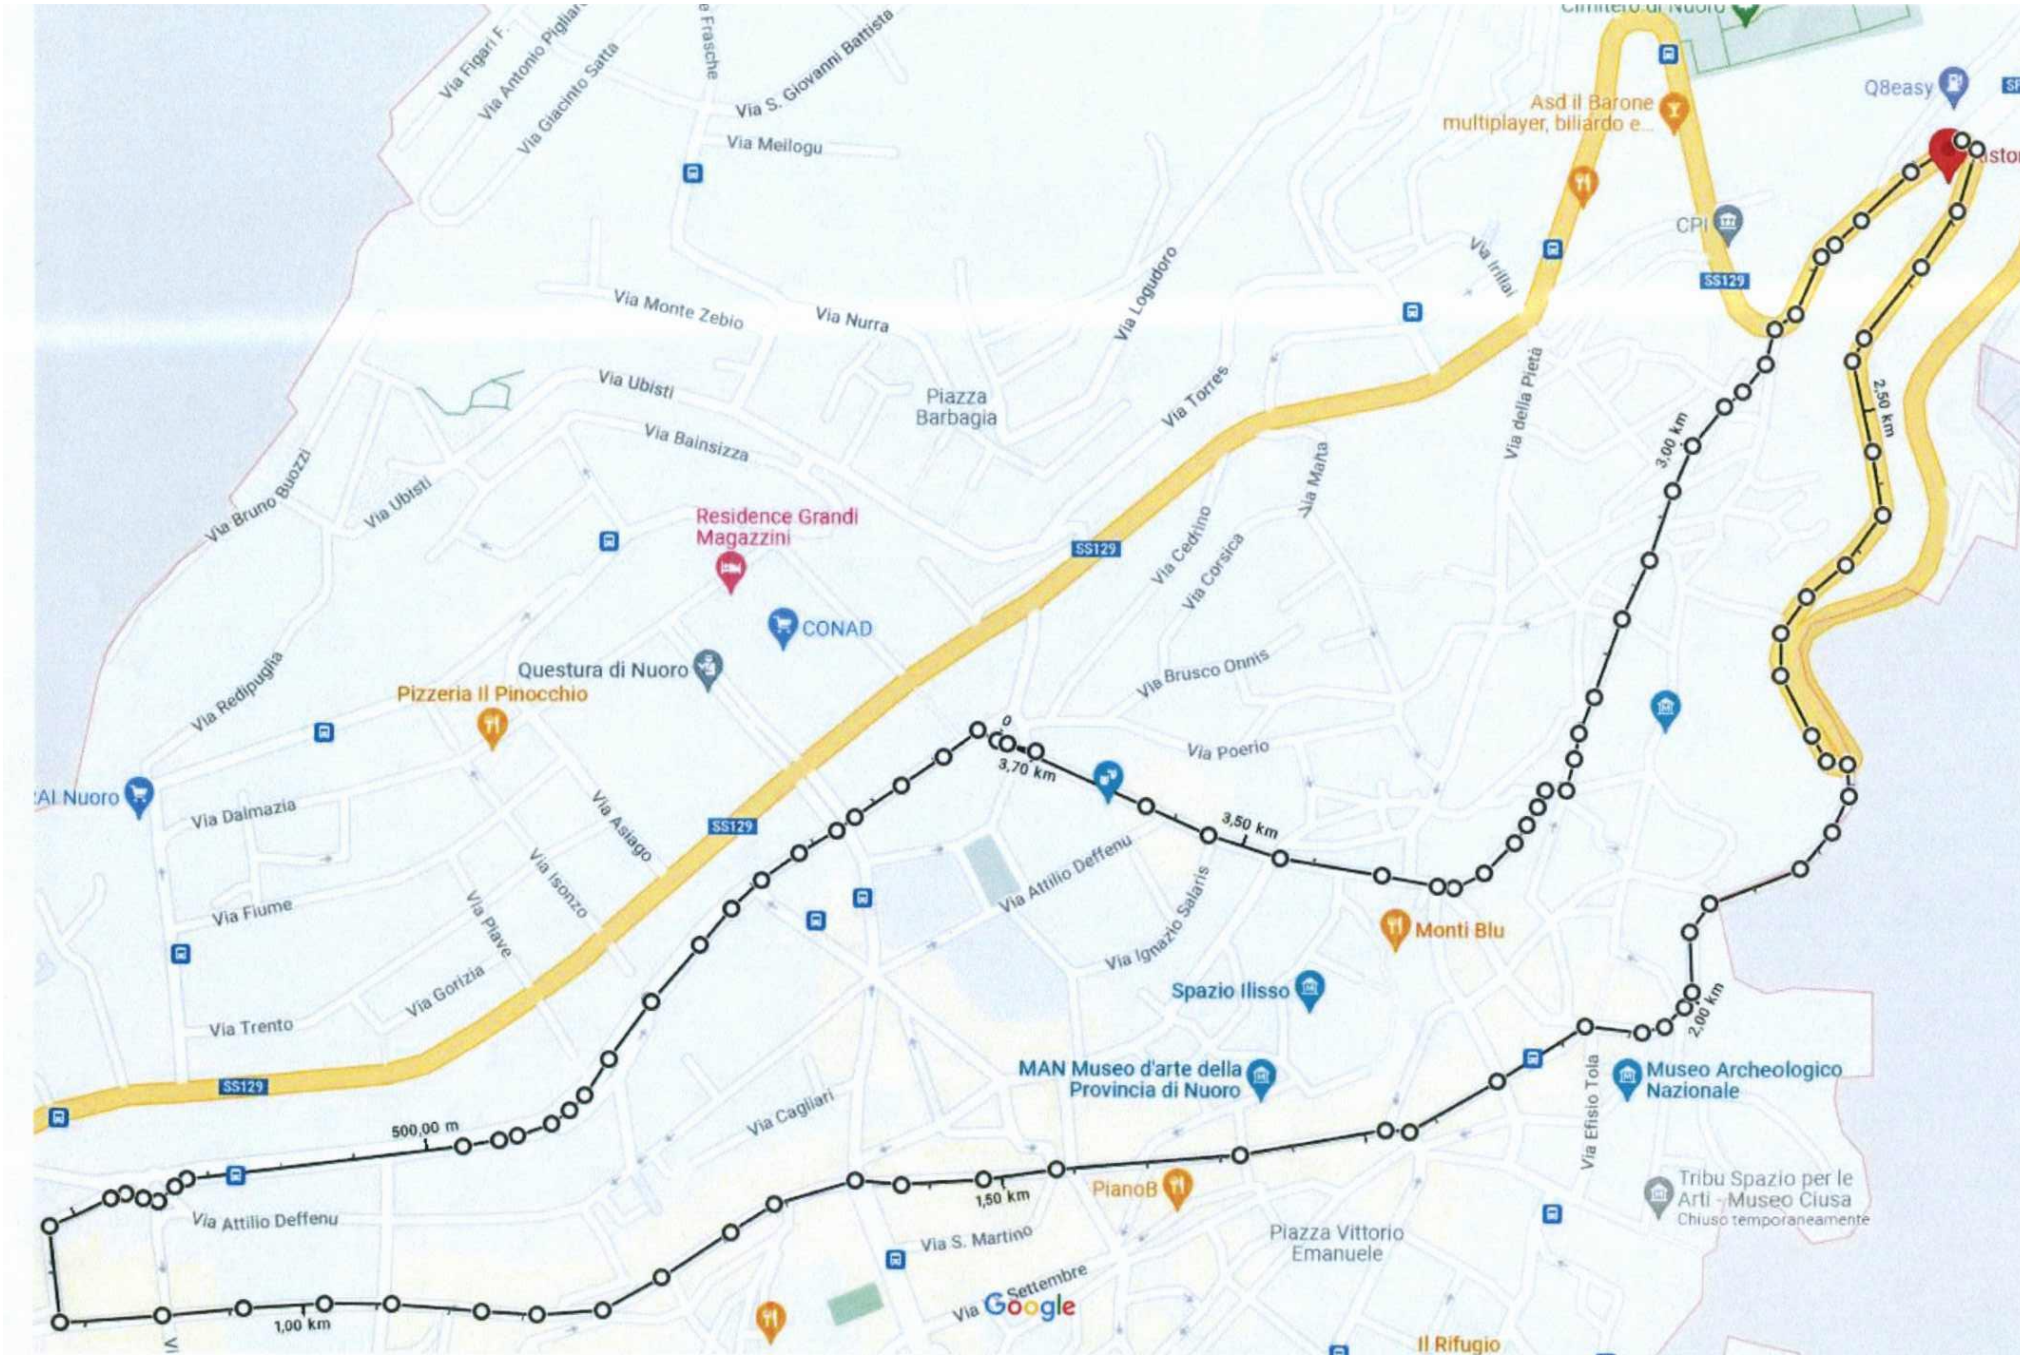 Cimitero di Nuoro
Via Figari F.
Via Antonio Pigliaru
Via Giacinto Satta
e Frasche
Via S. Giovanni Battista
Via Meilogu
Q8easy
Asd il Barone
multiplayer, biliardo e...
CPI
SS129
Via Irillai
Via Logudoro
Via Monte Zebio
Via Nurra
Via Ubisti
Piazza
Barbagia
Via Torres
Via della Pietà
2,50 km
3,00 km
Via Bainsizza
Via Malta
Via Bruno Buozzi
Via Ubisti
Residence Grandi
Magazzini
SS129
Via Cedrino
Via Corsica
CONAD
Questura di Nuoro
Pizzeria Il Pinocchio
Via Redipuglia
Via Brusco Onnis
0
3,70 km
Via Poerio
AI Nuoro
Via Dalmazia
Via Asiago
SS129
3,50 km
Via Attilio Deffenu
Via Isonzo
Via Fiume
Via Piave
Via Ignazio Salaris
Monti Blu
Via Gorizia
Spazio Ilisso
Via Trento
2,00 km
MAN Museo d'arte della
Provincia di Nuoro
Museo Archeologico
Nazionale
SS129
Via Cagliari
Via Efisio Tola
500,00 m
PianoB
1,50 km
Tribu Spazio per le
Arti - Museo Ciusa
Chiuso temporaneamente
Via Attilio Deffenu
Via S. Martino
Piazza Vittorio
Emanuele
Via Settembre
Google
1,00 km
Il Rifugio